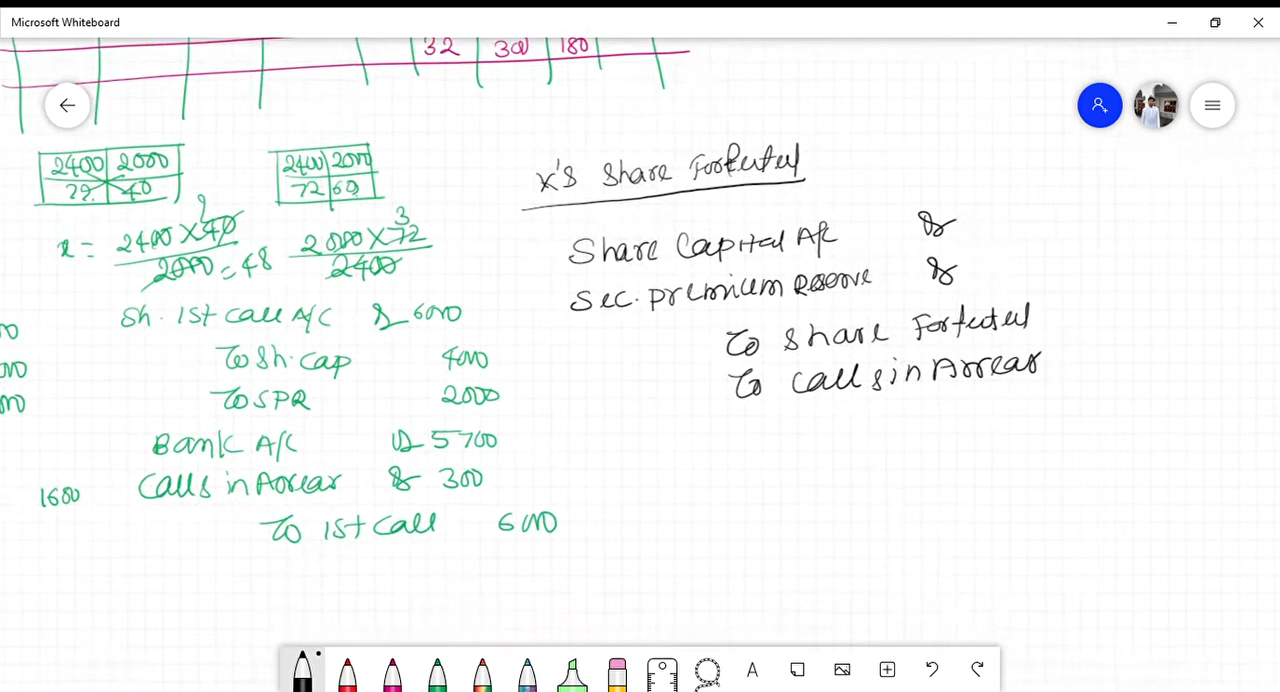 Microsoft Whiteboard
32 300 180
2400 2000
72 40
2400 2000
72 60
x = 2400 × 40 / 2000 = 48
2
2000 × 72 / 2400
3
Sh. 1st call A/C Dr 6000
To Sh. Cap 4000
To SPR 2000
Bank A/C Dr 5700
1600
Calls in Arrear Dr 300
To 1st Call 6000
X's Share Forfeited
Share Capital A/c Dr
Sec. premium Reserve Dr
To Share Forfeited
To Calls in Arrear
A